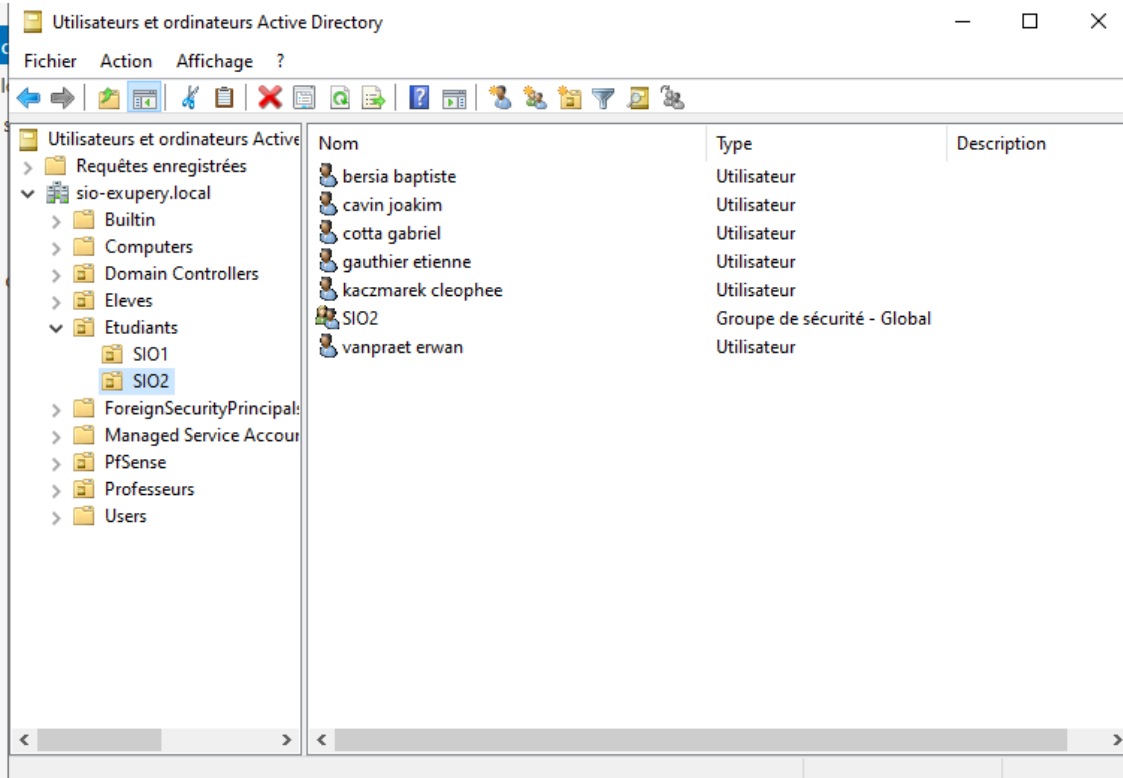 Utilisateurs et ordinateurs Active Directory
Fichier Action Affichage ?
Utilisateurs et ordinateurs Active
Requêtes enregistrées
sio-exupery.local
Builtin
Computers
Domain Controllers
Eleves
Etudiants
SIO1
SIO2
ForeignSecurityPrincipal
Managed Service Accour
PfSense
Professeurs
Users
Nom Type Description
bersia baptiste Utilisateur
cavin joakim Utilisateur
cotta gabriel Utilisateur
gauthier etienne Utilisateur
kaczmarek cleophee Utilisateur
SIO2 Groupe de sécurité - Global
vanpraet erwan Utilisateur